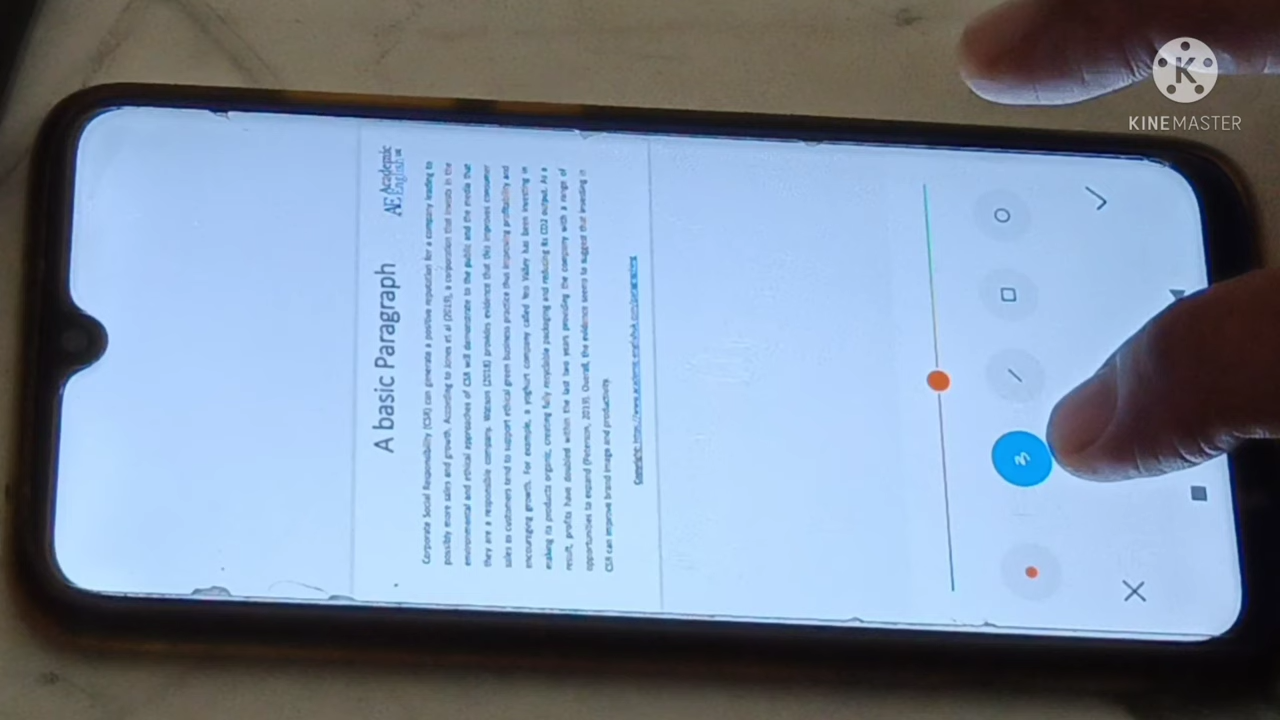 KINEMASTER
A basic Paragraph
AE Academic
English UK
Corporate Social Responsibility (CSR) can generate a positive reputation for a company leading to
possibly more sales and growth. According to Jones et al (2019), a corporation that invests in the
environmental and ethical approaches of CSR will demonstrate to the public and the media that
they are a responsible company. Watson (2018) provides evidence that this improves consumer
sales as customers tend to support ethical green business practice thus improving profitability and
encouraging growth. For example, a yoghurt company called Yeo Valley has been investing in
making its products organic, creating fully recyclable packaging and reducing its CO2 output. As a
result, profits have doubled within the last two years providing the company with a range of
opportunities to expand (Peterson, 2019). Overall, the evidence seems to suggest that investing in
CSR can improve brand image and productivity.
Copyright: https://www.academic-englishuk.com/paragraphing